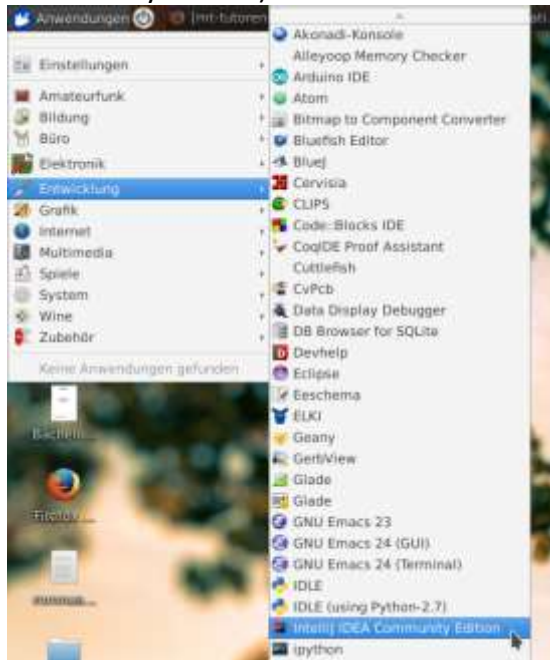 Anwendungen
Einstellungen
Amateurfunk
Bildung
Büro
Elektronik
Entwicklung
Grafik
Internet
Multimedia
Spiele
System
Wine
Zubehör
Keine Anwendungen gefunden
Firefox...
Akonadi-Konsole
Alleyoop Memory Checker
Arduino IDE
Atom
Bitmap to Component Converter
Bluefish Editor
BlueJ
Cervisia
CLIPS
Code::Blocks IDE
CoqIDE Proof Assistant
Cuttlefish
CvPcb
Data Display Debugger
DB Browser for SQLite
Devhelp
Eclipse
Eeschema
ELKI
Geany
GerbView
Glade
Glade
GNU Emacs 23
GNU Emacs 24 (GUI)
GNU Emacs 24 (Terminal)
IDLE
IDLE (using Python-2.7)
IntelliJ IDEA Community Edition
ipython